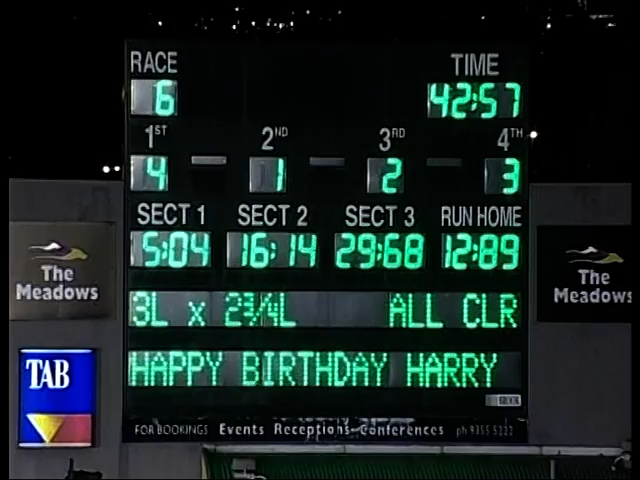 RACE TIME
6 42:57
1ST 2ND 3RD 4TH
4 1 2 3
SECT 1 SECT 2 SECT 3 RUN HOME
5:04 16:14 29:68 12:89
3L x 2¾L ALL CLR
HAPPY BIRTHDAY HARRY
FOR BOOKINGS Events Receptions Conferences ph 9355 5222
The
Meadows
The
Meadows
TAB